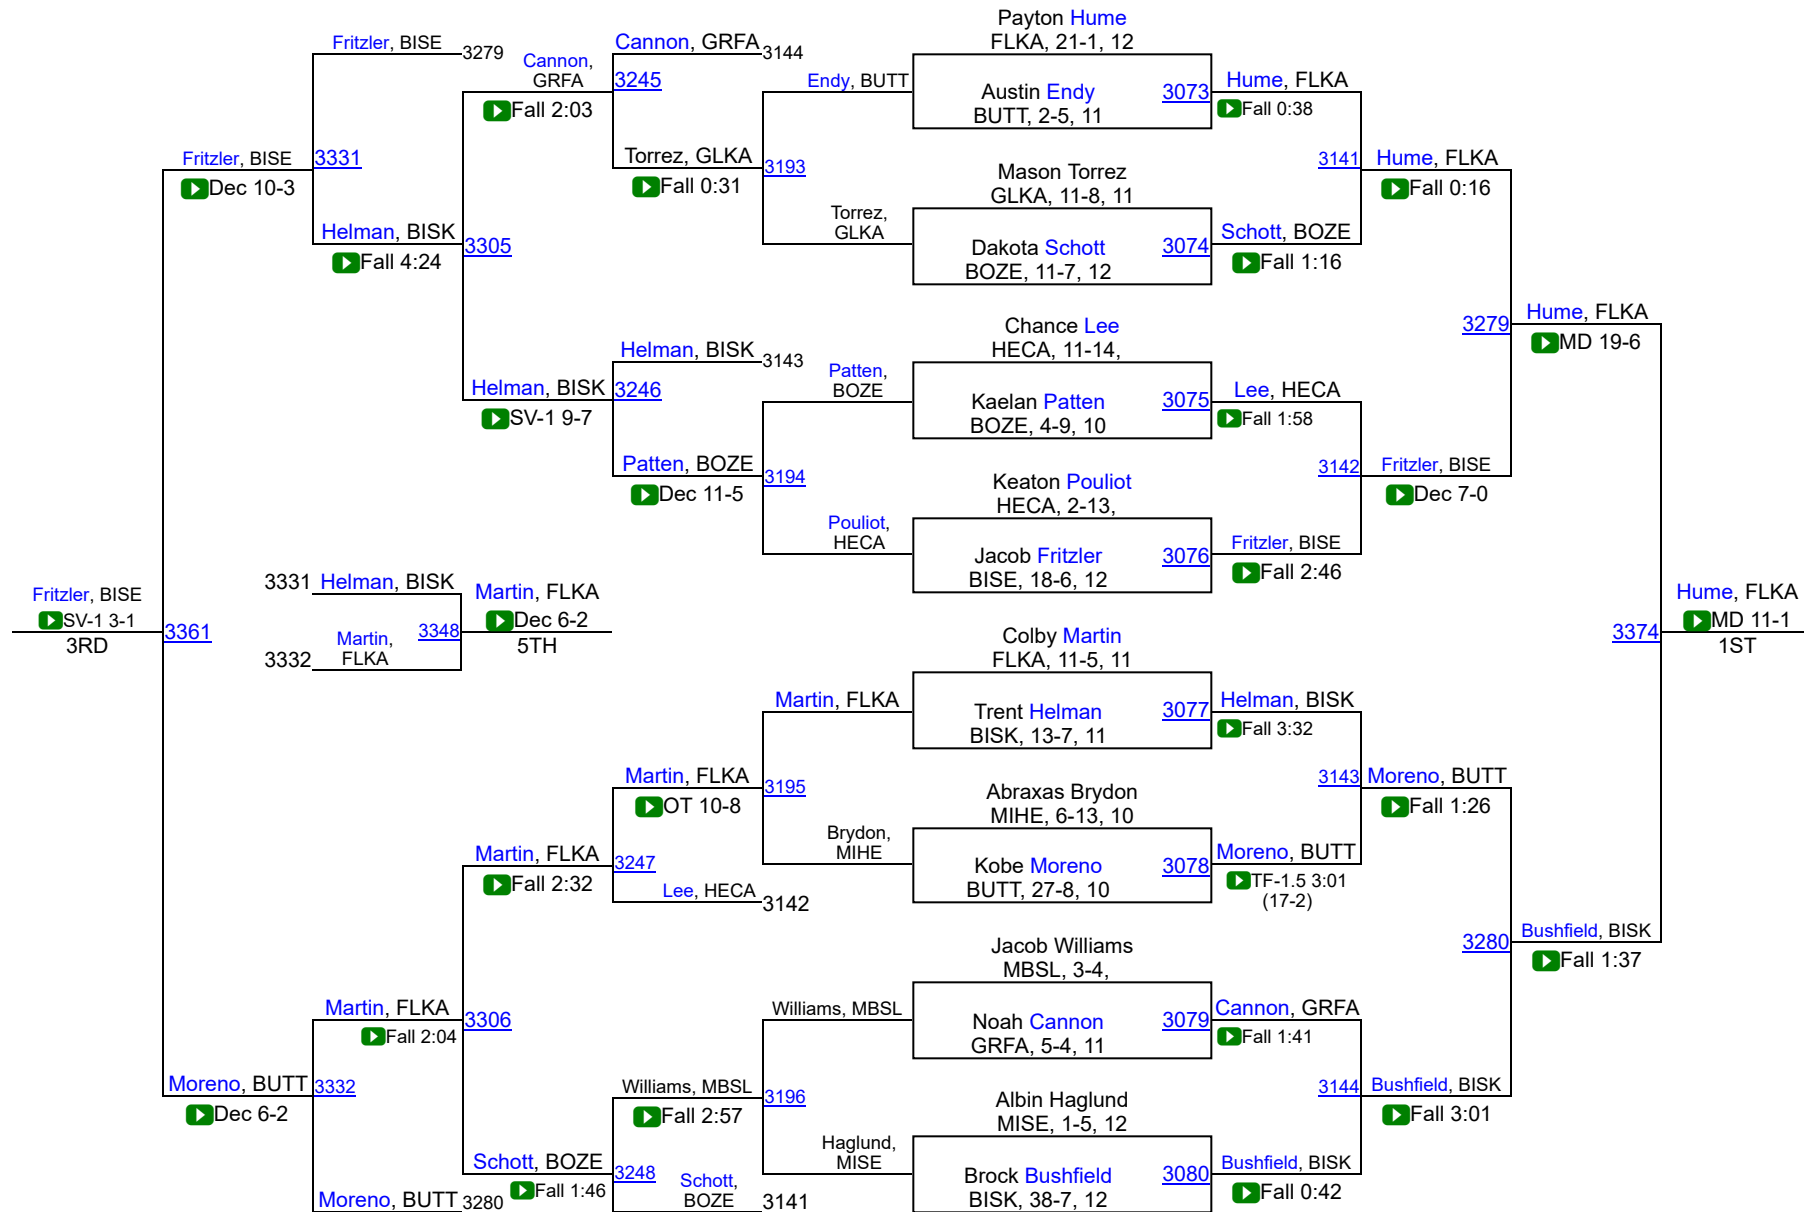 Payton Hume
FLKA, 21-1, 12
Fritzler, BISE
3279
Cannon,
GRFA
Fall 2:03
Cannon, GRFA
3144
3245
Endy, BUTT
Austin Endy
BUTT, 2-5, 11
3073
Hume, FLKA
Fall 0:38
Fritzler, BISE
Dec 10-3
3331
Torrez, GLKA
Fall 0:31
3193
Mason Torrez
GLKA, 11-8, 11
3141
Hume, FLKA
Fall 0:16
Helman, BISK
Fall 4:24
3305
Torrez,
GLKA
Dakota Schott
BOZE, 11-7, 12
3074
Schott, BOZE
Fall 1:16
Chance Lee
HECA, 11-14,
3279
Hume, FLKA
MD 19-6
Helman, BISK
3143
Helman, BISK
SV-1 9-7
3246
Patten,
BOZE
Kaelan Patten
BOZE, 4-9, 10
3075
Lee, HECA
Fall 1:58
Patten, BOZE
Dec 11-5
3194
Keaton Pouliot
HECA, 2-13,
3142
Fritzler, BISE
Dec 7-0
Pouliot,
HECA
Jacob Fritzler
BISE, 18-6, 12
3076
Fritzler, BISE
Fall 2:46
Fritzler, BISE
SV-1 3-1
3RD
3361
3331
Helman, BISK
3332
Martin,
FLKA
3348
Martin, FLKA
Dec 6-2
5TH
3374
Hume, FLKA
MD 11-1
1ST
Colby Martin
FLKA, 11-5, 11
Martin, FLKA
Trent Helman
BISK, 13-7, 11
3077
Helman, BISK
Fall 3:32
Martin, FLKA
OT 10-8
3195
Abraxas Brydon
MIHE, 6-13, 10
3143
Moreno, BUTT
Fall 1:26
Martin, FLKA
Fall 2:32
3247
Brydon,
MIHE
Kobe Moreno
BUTT, 27-8, 10
3078
Moreno, BUTT
TF-1.5 3:01
(17-2)
Lee, HECA
3142
Jacob Williams
MBSL, 3-4,
3280
Bushfield, BISK
Fall 1:37
Martin, FLKA
Fall 2:04
3306
Williams, MBSL
Noah Cannon
GRFA, 5-4, 11
3079
Cannon, GRFA
Fall 1:41
Moreno, BUTT
Dec 6-2
3332
Williams, MBSL
Fall 2:57
3196
Albin Haglund
MISE, 1-5, 12
3144
Bushfield, BISK
Fall 3:01
Schott, BOZE
Fall 1:46
3248
Haglund,
MISE
Brock Bushfield
BISK, 38-7, 12
3080
Bushfield, BISK
Fall 0:42
Moreno, BUTT
3280
Schott,
BOZE
3141